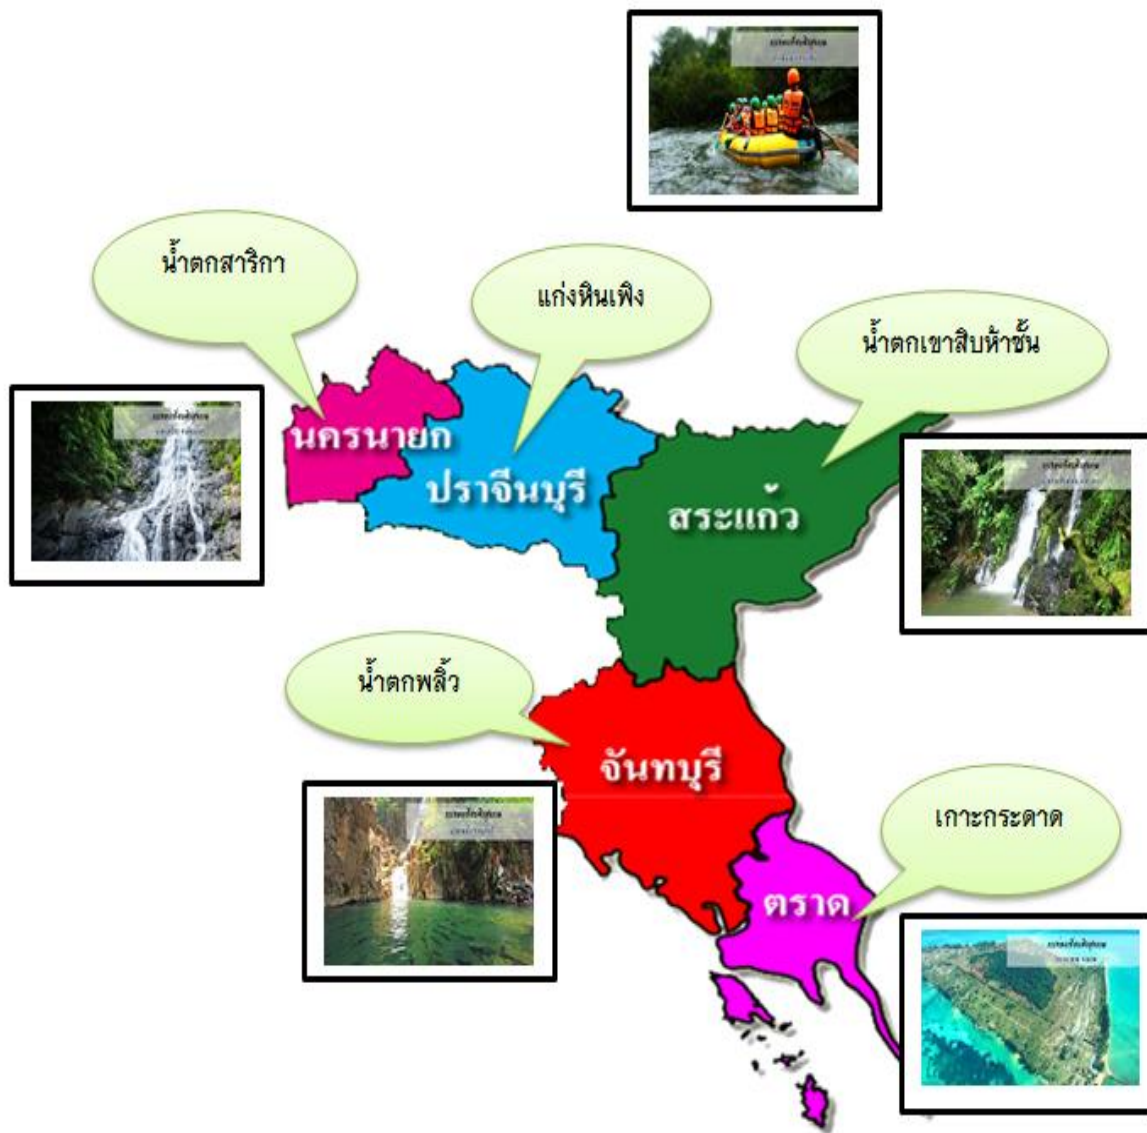 น้ำตกสาริกา
แก่งหินเพิง
น้ำตกเขาสิบห้าชั้น
นครนายก
ปราจีนบุรี
สระแก้ว
น้ำตกพลิ้ว
จันทบุรี
เกาะกระดาด
ตราด